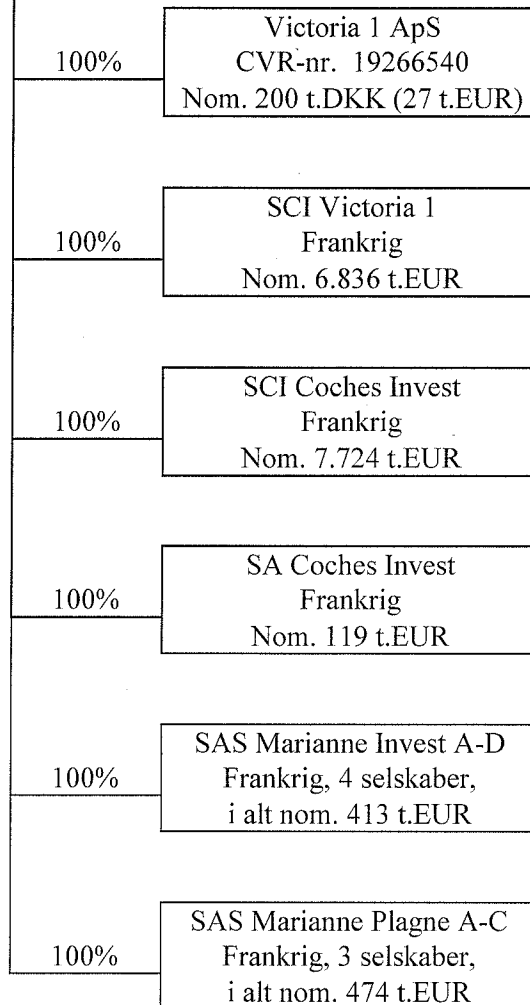 100%
Victoria 1 ApS
CVR-nr. 19266540
Nom. 200 t.DKK (27 t.EUR)
100%
SCI Victoria 1
Frankrig
Nom. 6.836 t.EUR
100%
SCI Coches Invest
Frankrig
Nom. 7.724 t.EUR
100%
SA Coches Invest
Frankrig
Nom. 119 t.EUR
100%
SAS Marianne Invest A-D
Frankrig, 4 selskaber,
i alt nom. 413 t.EUR
100%
SAS Marianne Plagne A-C
Frankrig, 3 selskaber,
i alt nom. 474 t.EUR